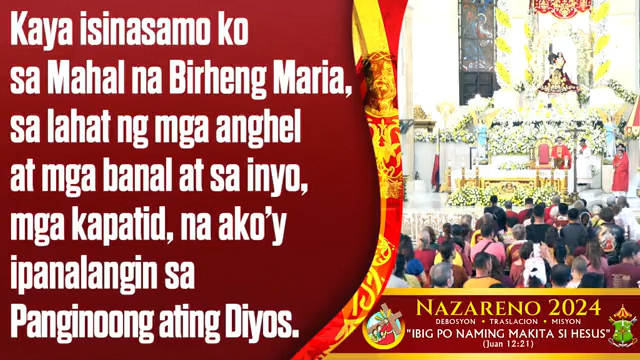 Kaya isinasamo ko
sa Mahal na Birheng Maria,
sa lahat ng mga anghel
at mga banal at sa inyo,
mga kapatid, na ako'y
ipanalangin sa
Panginoong ating Diyos.
NAZARENO 2024
DEBOSYON • TRASLACION • MISYON
"IBIG PO NAMING MAKITA SI HESUS"
(Juan 12:21)